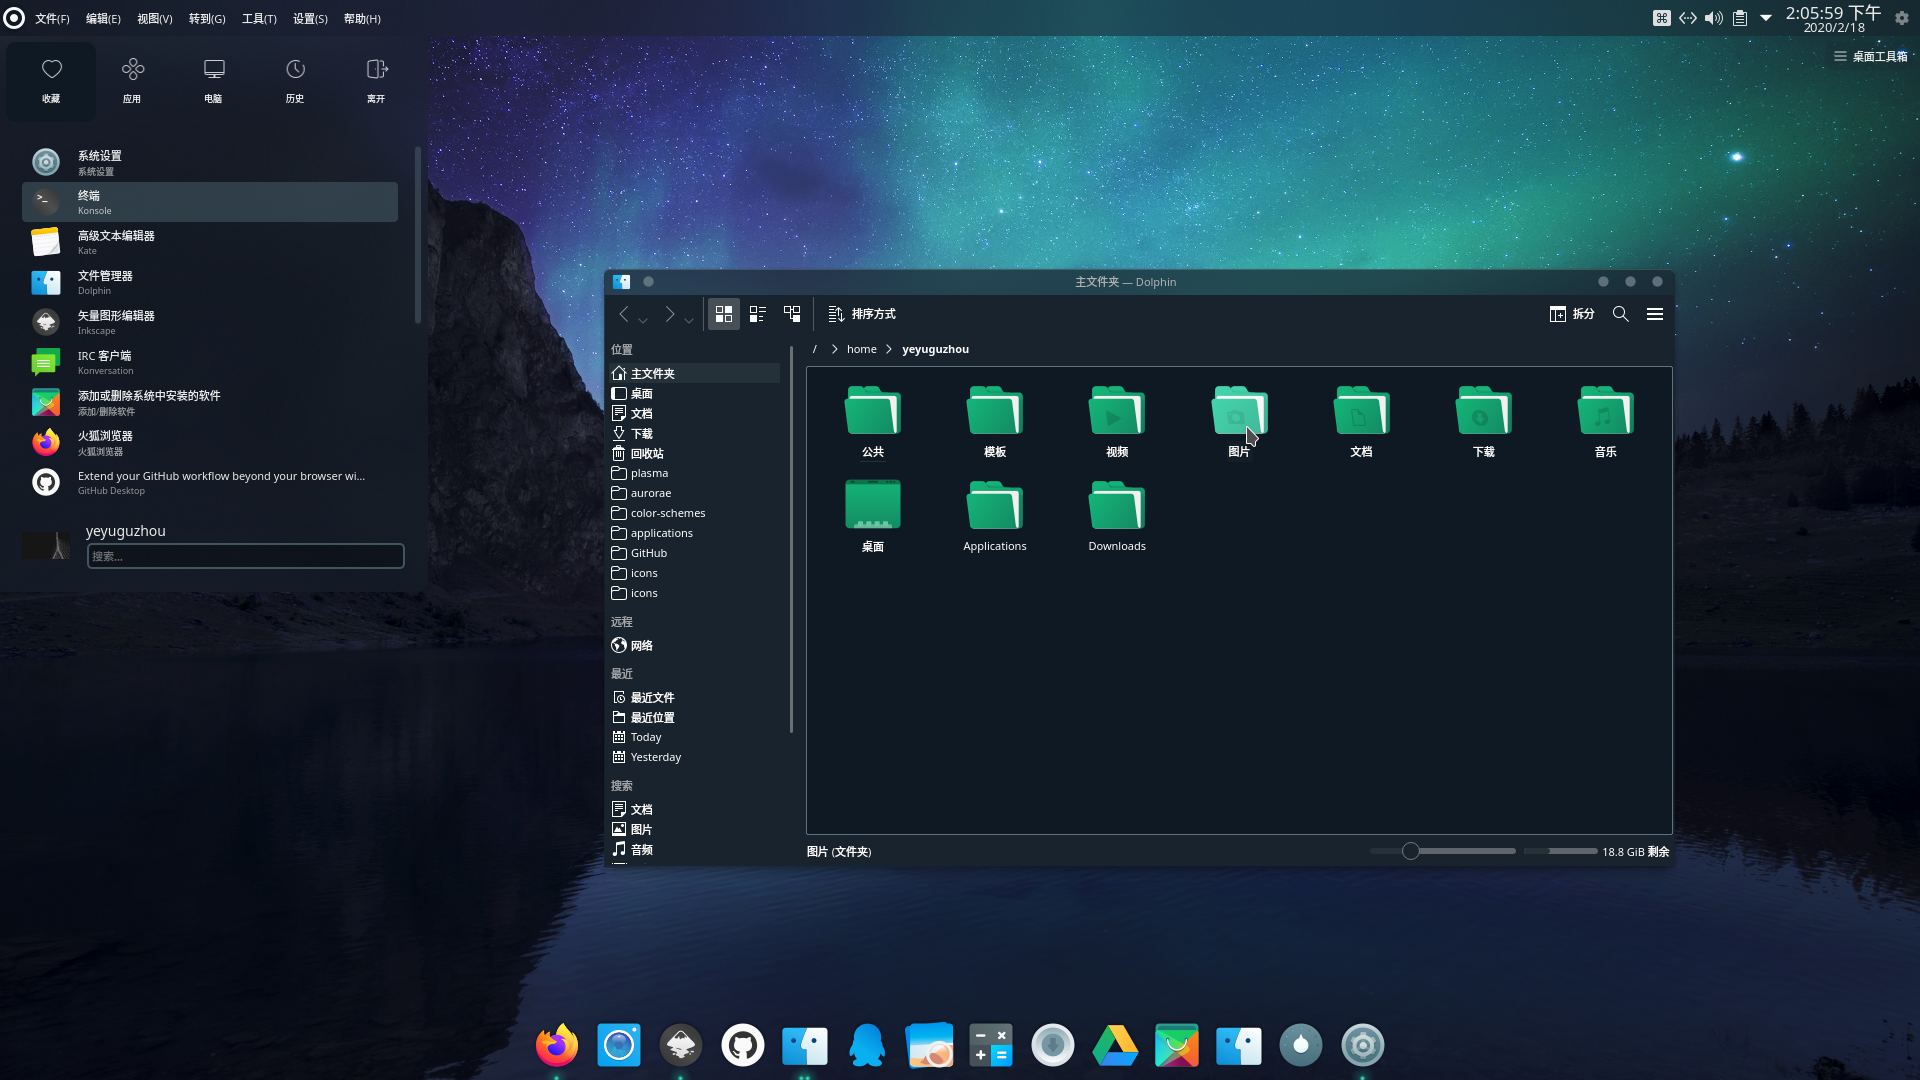 文件(F) 编辑(E) 视图(V) 转到(G) 工具(T) 设置(S) 帮助(H)
2:05:59 下午
2020/2/18
桌面工具箱
收藏 应用 电脑 历史 离开
系统设置
系统设置
终端
Konsole
高级文本编辑器
Kate
文件管理器
Dolphin
矢量图形编辑器
Inkscape
IRC 客户端
Konversation
添加或删除系统中安装的软件
添加/删除软件
火狐浏览器
火狐浏览器
Extend your GitHub workflow beyond your browser wi...
GitHub Desktop
yeyuguzhou
搜索...
主文件夹 — Dolphin
排序方式
拆分
/ > home > yeyuguzhou
位置
主文件夹
桌面
文档
下载
回收站
plasma
aurorae
color-schemes
applications
GitHub
icons
icons
远程
网络
最近
最近文件
最近位置
Today
Yesterday
搜索
文档
图片
音频
公共 模板 视频 图片 文档 下载 音乐
桌面 Applications Downloads
图片 (文件夹)
18.8 GiB 剩余